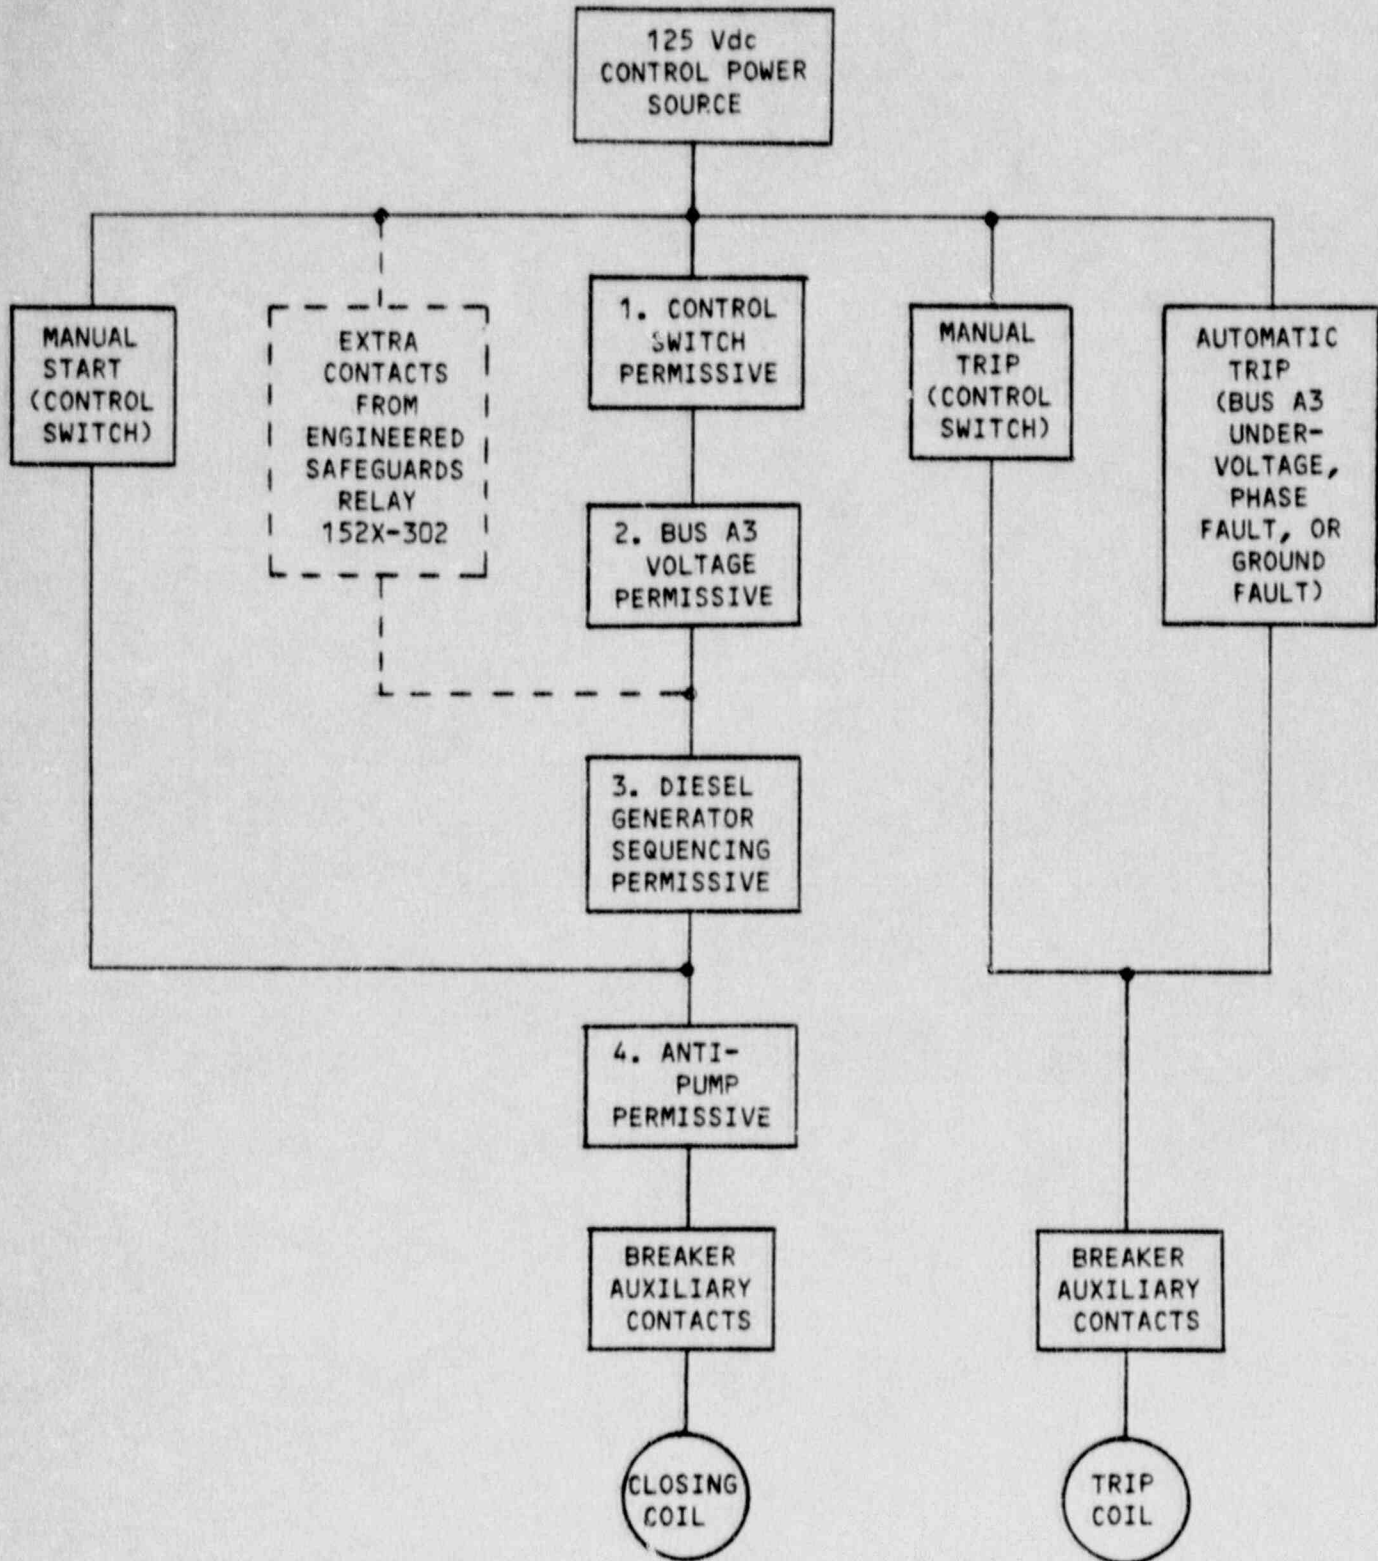 125 Vdc
CONTROL POWER
SOURCE
MANUAL
START
(CONTROL
SWITCH)
EXTRA
CONTACTS
FROM
ENGINEERED
SAFEGUARDS
RELAY
152X-302
1. CONTROL
SWITCH
PERMISSIVE
MANUAL
TRIP
(CONTROL
SWITCH)
AUTOMATIC
TRIP
(BUS A3
UNDER-
VOLTAGE,
PHASE
FAULT, OR
GROUND
FAULT)
2. BUS A3
VOLTAGE
PERMISSIVE
3. DIESEL
GENERATOR
SEQUENCING
PERMISSIVE
4. ANTI-
PUMP
PERMISSIVE
BREAKER
AUXILIARY
CONTACTS
BREAKER
AUXILIARY
CONTACTS
CLOSING
COIL
TRIP
COIL